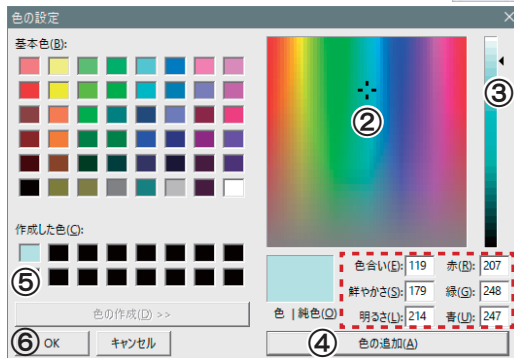 色の設定
基本色(B):
②
③
作成した色(C):
⑤
色の作成(D) >>
⑥ OK
キャンセル
色 | 純色(O)
色合い(E): 119
赤(R): 207
鮮やかさ(S): 179
緑(G): 248
明るさ(L): 214
青(U): 247
④ 色の追加(A)